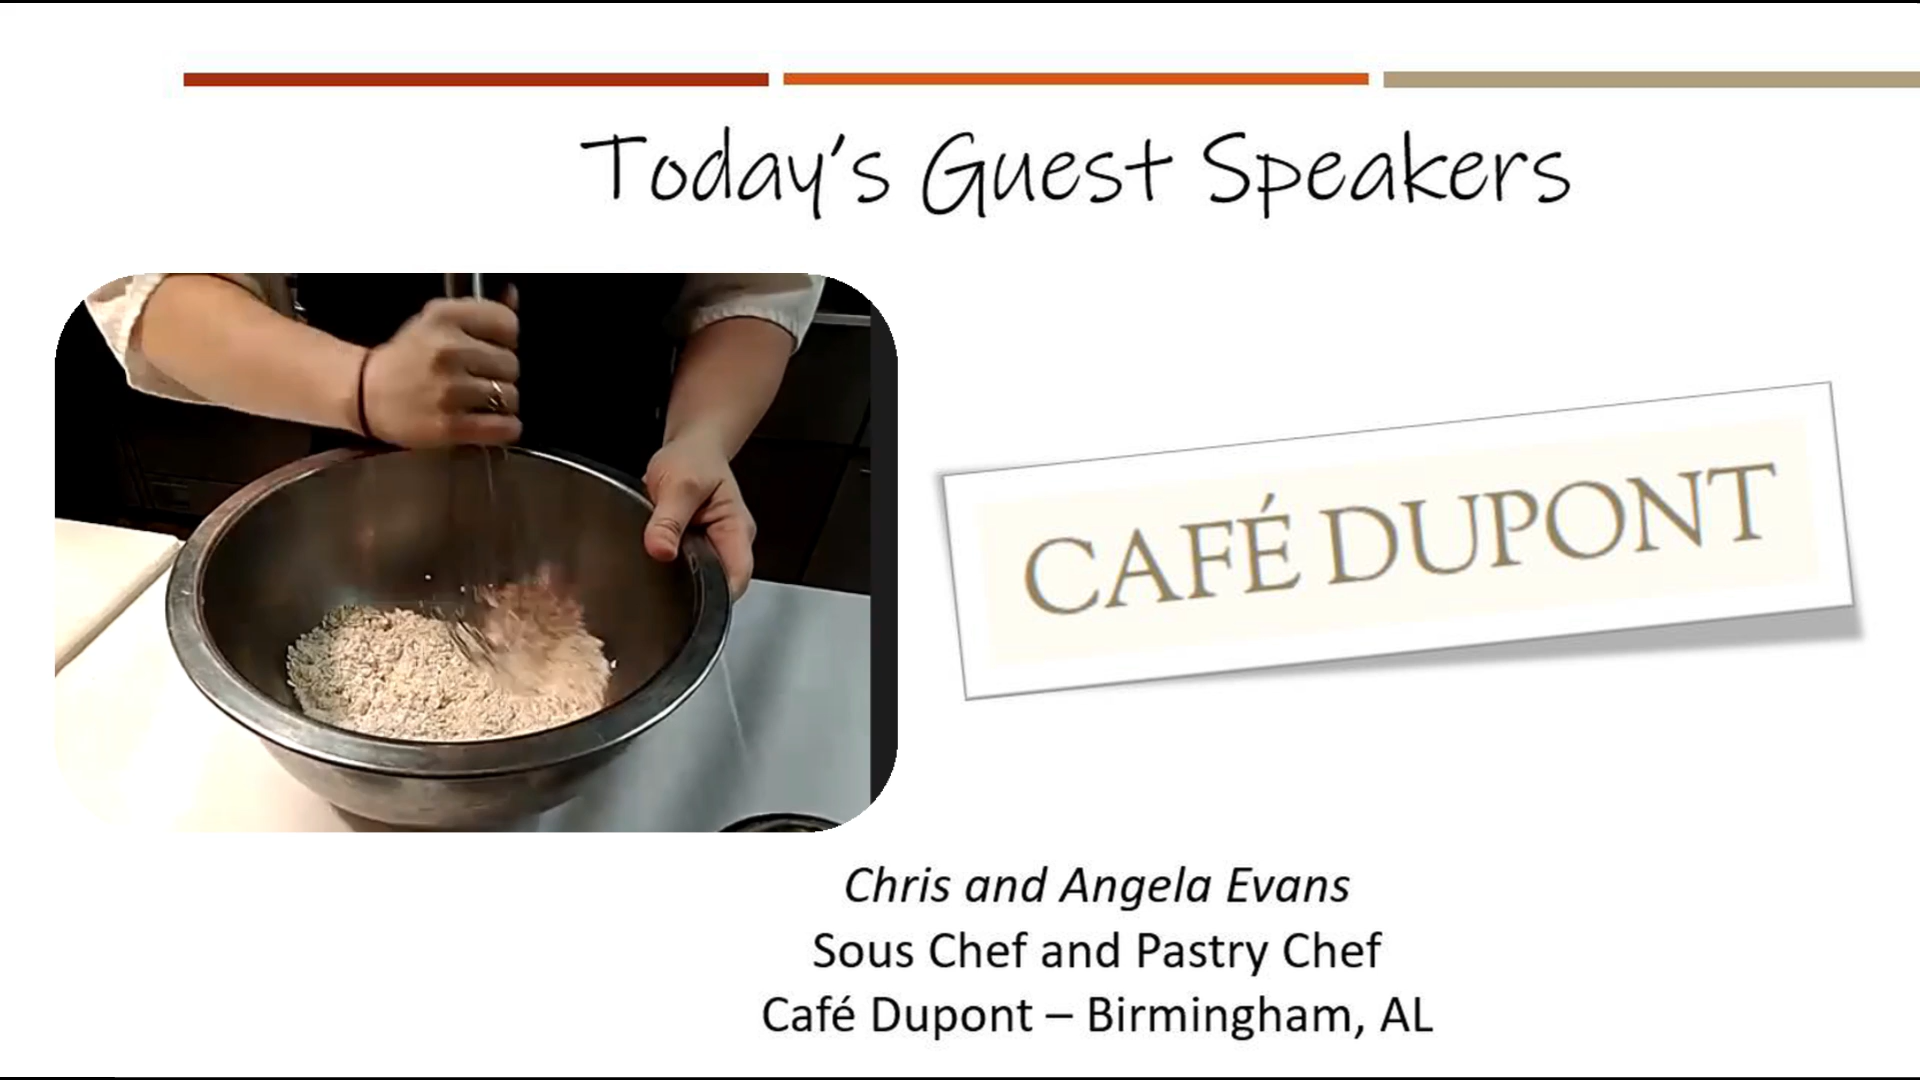 Today's Guest Speakers
CAFÉ DUPONT
Chris and Angela Evans
Sous Chef and Pastry Chef
Café Dupont – Birmingham, AL